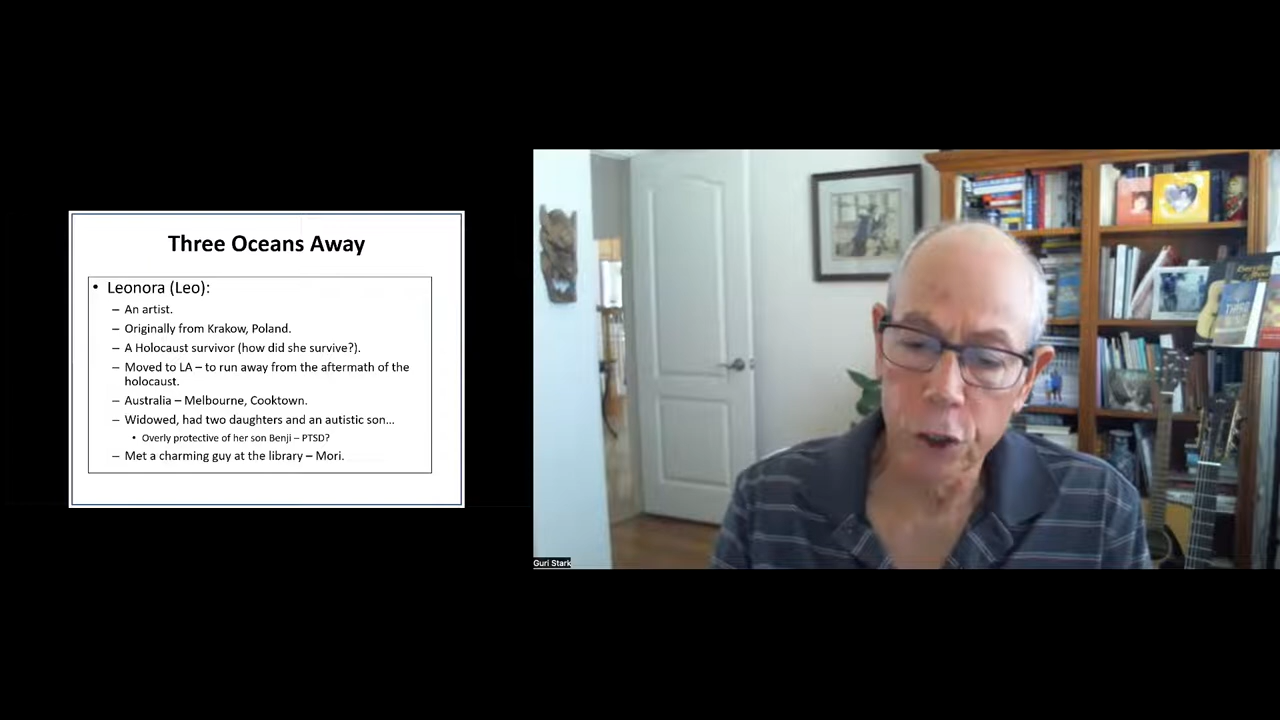 Three Oceans Away
• Leonora (Leo):
– An artist.
– Originally from Krakow, Poland.
– A Holocaust survivor (how did she survive?).
– Moved to LA – to run away from the aftermath of the
holocaust.
– Australia – Melbourne, Cooktown.
– Widowed, had two daughters and an autistic son...
• Overly protective of her son Benji – PTSD?
– Met a charming guy at the library – Mori.
Guri Stark